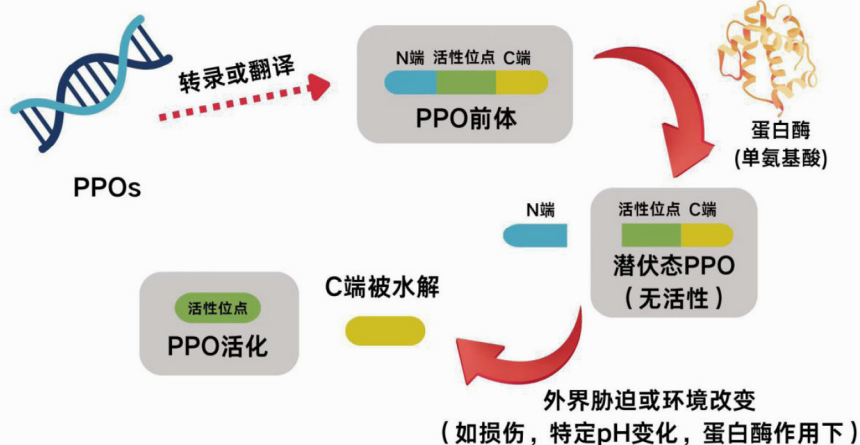 转录或翻译
PPOs
N端 活性位点 C端
PPO前体
蛋白酶
(单氨基酸)
N端
活性位点 C端
潜伏态PPO
(无活性)
C端被水解
活性位点
PPO活化
外界胁迫或环境改变
(如损伤，特定pH变化，蛋白酶作用下)